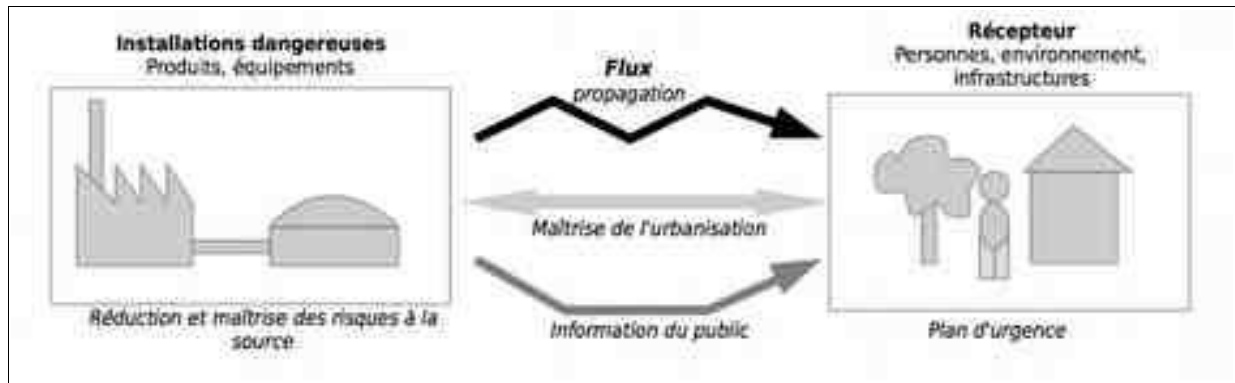 Installations dangereuses
Produits, équipements
Réduction et maîtrise des risques à la
source
Flux
propagation
Maîtrise de l'urbanisation
Information du public
Récepteur
Personnes, environnement,
infrastructures
Plan d'urgence